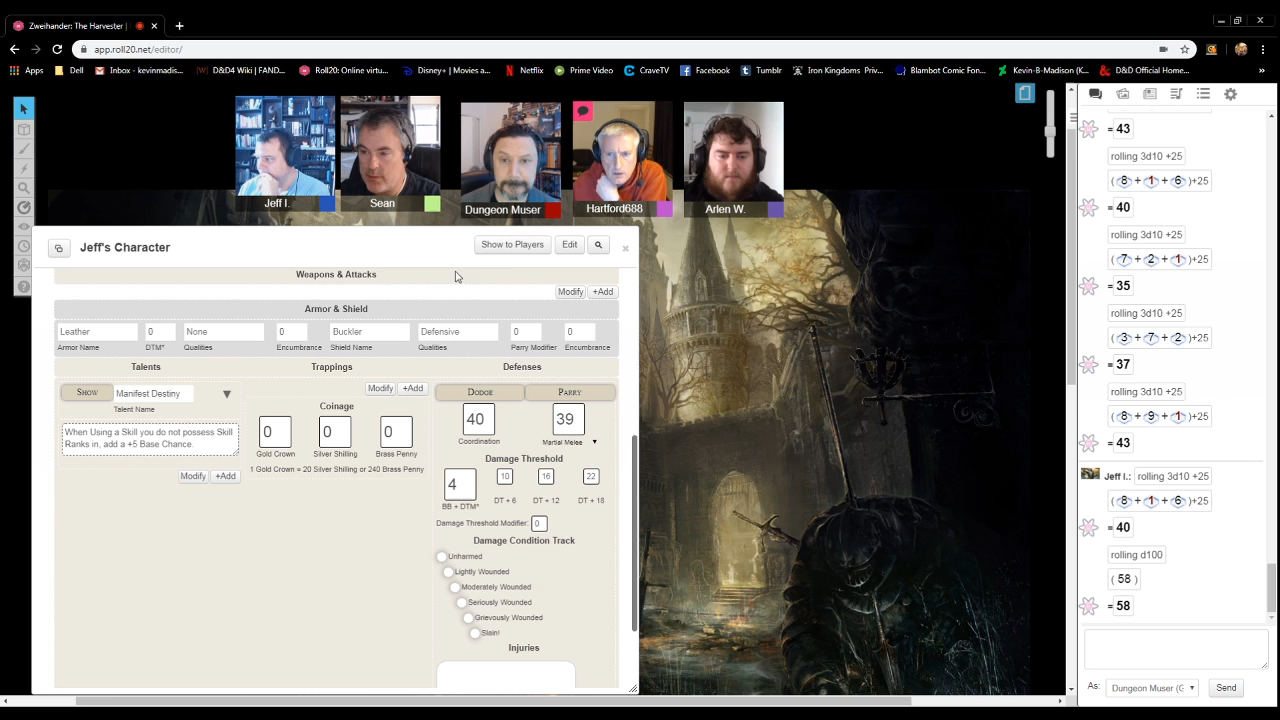 Zweihander: The Harvester |
app.roll20.net/editor/
Apps
Dell
Inbox - kevinmadis...
D&D4 Wiki | FAND...
Roll20: Online virtu...
Disney+ | Movies a...
Netflix
Prime Video
CraveTV
Facebook
Tumblr
Iron Kingdoms Priv...
Blambot Comic Fon...
Kevin-B-Madison (K...
D&D Official Home...
»
Jeff I.
Sean
Dungeon Muser
Hartford688
Arlen W.
Jeff's Character
Show to Players
Edit
Weapons & Attacks
Modify +Add
Armor & Shield
Leather 0 None 0 Buckler Defensive 0 0
Armor Name DTM* Qualities Encumbrance Shield Name Qualities Parry Modifier Encumbrance
Talents Trappings Defenses
Show Manifest Destiny
Talent Name
When Using a Skill you do not possess Skill
Ranks in, add a +5 Base Chance.
Modify +Add
Modify +Add
Coinage
0 0 0
Gold Crown Silver Shilling Brass Penny
1 Gold Crown = 20 Silver Shilling or 240 Brass Penny
Dodge Parry
40 39
Coordination Martial Melee
Damage Threshold
4 10 16 22
BB + DTM* DT + 6 DT + 12 DT + 18
Damage Threshold Modifier: 0
Damage Condition Track
Unharmed
Lightly Wounded
Moderately Wounded
Seriously Wounded
Grievously Wounded
Slain!
Injuries
= 43
rolling 3d10 +25
(8+1+6)+25
= 40
rolling 3d10 +25
(7+2+1)+25
= 35
rolling 3d10 +25
(3+7+2)+25
= 37
rolling 3d10 +25
(8+9+1)+25
= 43
Jeff I.: rolling 3d10 +25
(8+1+6)+25
= 40
rolling d100
( 58 )
= 58
As: Dungeon Muser (G Send